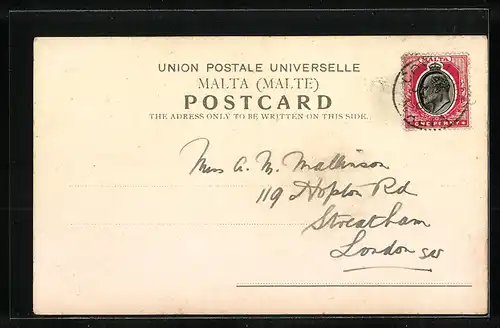 UNION POSTALE UNIVERSELLE
MALTA (MALTE)
POSTCARD
THE ADRESS ONLY TO BE WRITTEN ON THIS SIDE.
MALTA
ONE PENNY
Miss A. M. Mallinson
119 Hopton Rd
Streatham
London SW